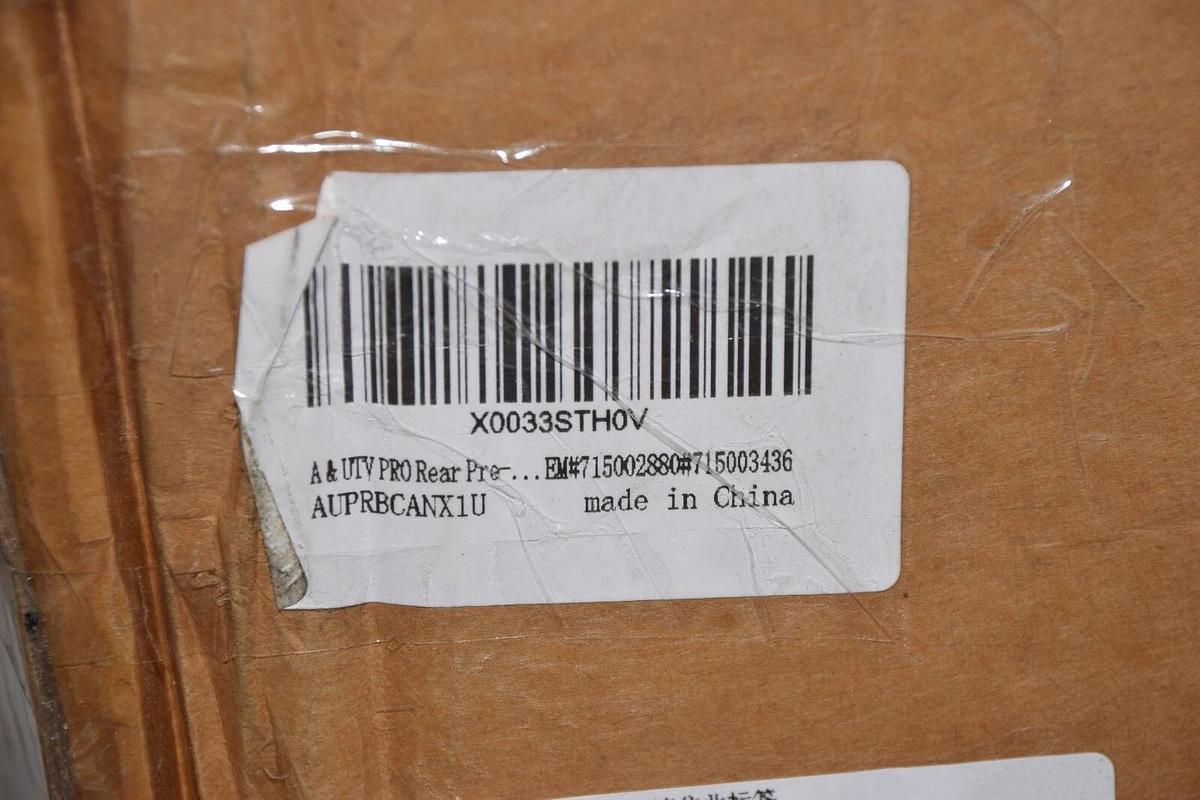 X0033STH0V
A & UTV PRO Rear Pre-...EM#715002880#715003436
AUPRBCANX1U made in China